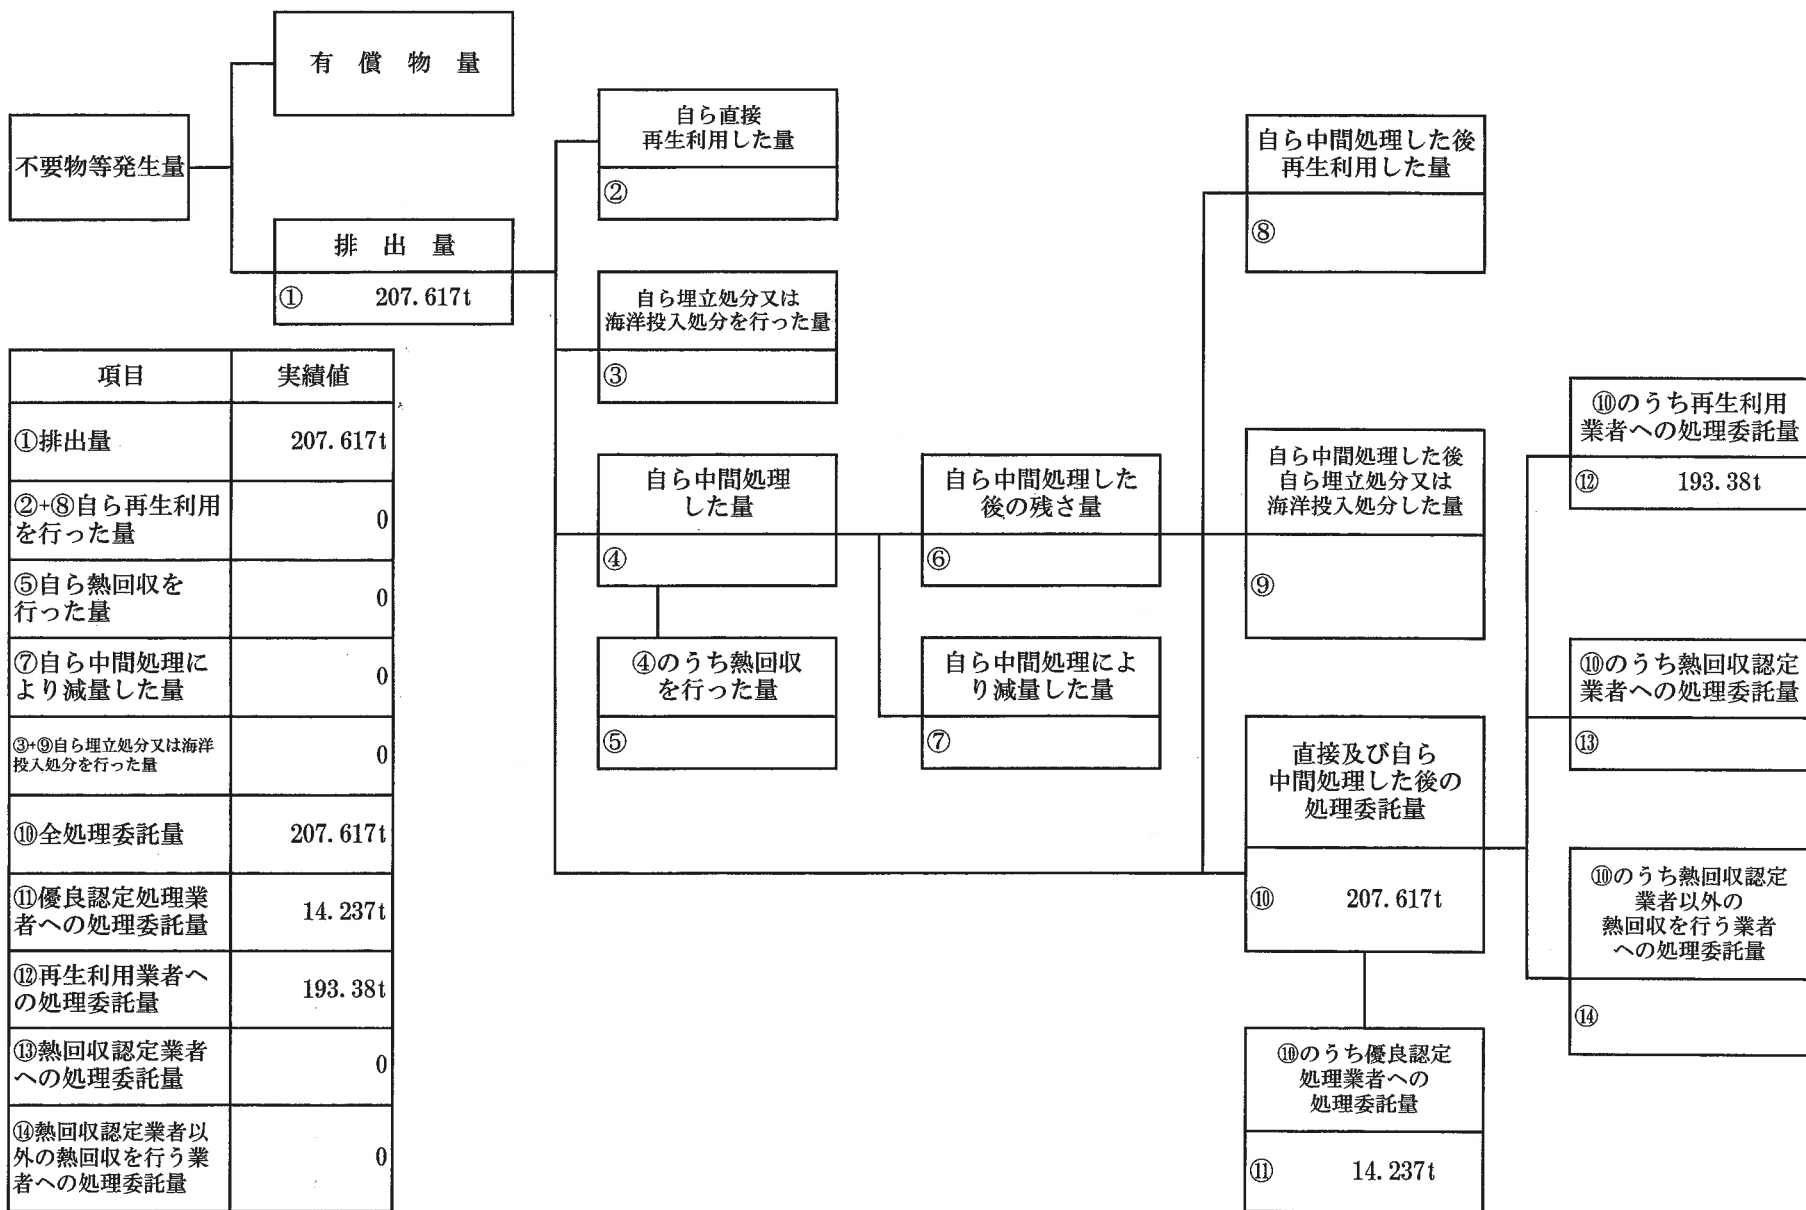 有 償 物 量
不要物等発生量
排 出 量
① 207.617t
自ら直接
再生利用した量
②
自ら埋立処分又は
海洋投入処分を行った量
③
自ら中間処理
した量
④
④のうち熱回収
を行った量
⑤
自ら中間処理した
後の残さ量
⑥
自ら中間処理によ
り減量した量
⑦
自ら中間処理した後
再生利用した量
⑧
自ら中間処理した後
自ら埋立処分又は
海洋投入処分した量
⑨
直接及び自ら
中間処理した後の
処理委託量
⑩ 207.617t
⑩のうち優良認定
処理業者への
処理委託量
⑪ 14.237t
⑩のうち再生利用
業者への処理委託量
⑫ 193.38t
⑩のうち熱回収認定
業者への処理委託量
⑬
⑩のうち熱回収認定
業者以外の
熱回収を行う業者
への処理委託量
⑭
項目 実績値
①排出量 207.617t
②+⑧自ら再生利用
を行った量 0
⑤自ら熱回収を
行った量 0
⑦自ら中間処理に
より減量した量 0
③+⑨自ら埋立処分又は海洋
投入処分を行った量 0
⑩全処理委託量 207.617t
⑪優良認定処理業
者への処理委託量 14.237t
⑫再生利用業者へ
の処理委託量 193.38t
⑬熱回収認定業者
への処理委託量 0
⑭熱回収認定業者以
外の熱回収を行う業
者への処理委託量 0